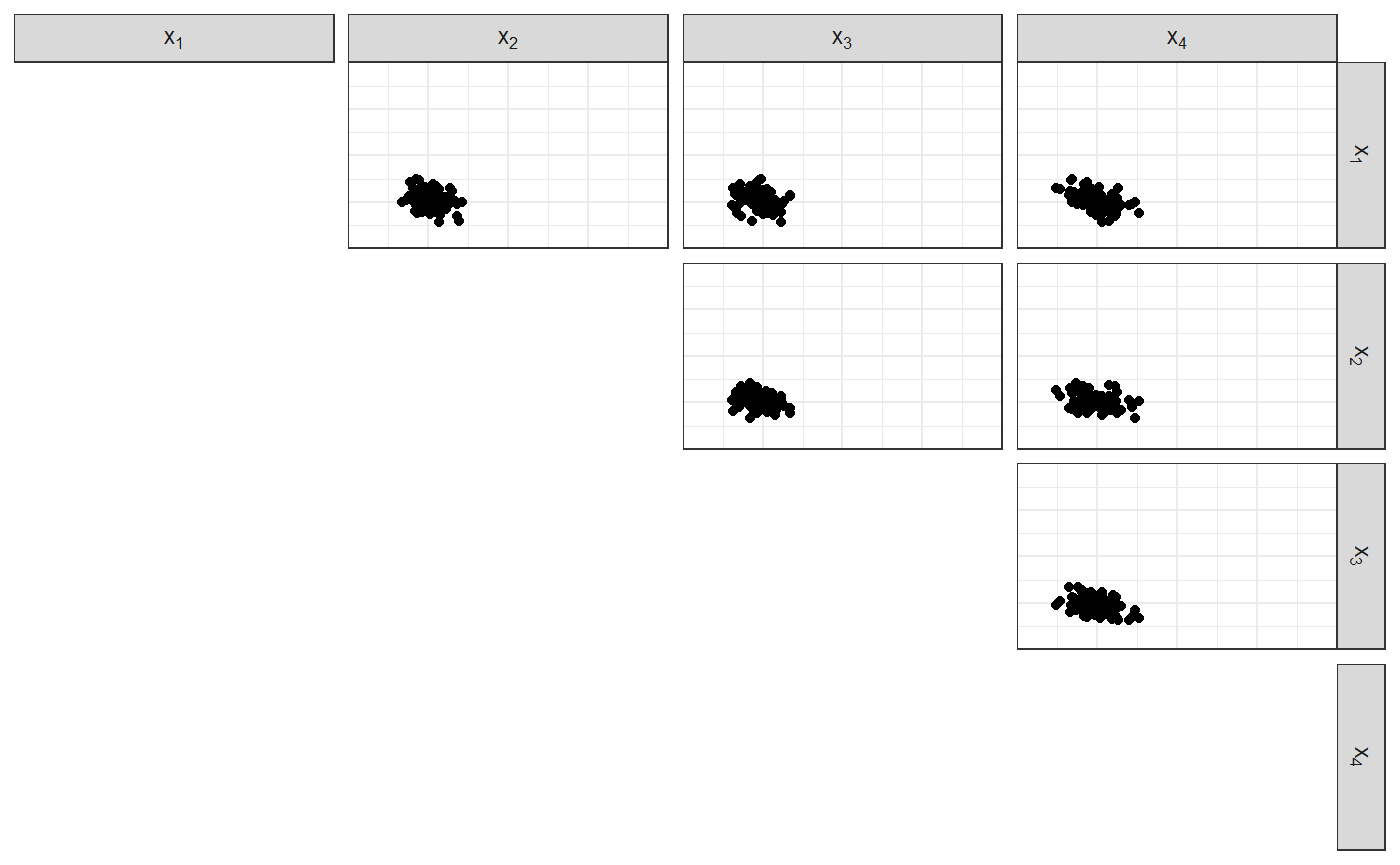 x₁ x₂ x₃ x₄
x₁
x₂
x₃
x₄